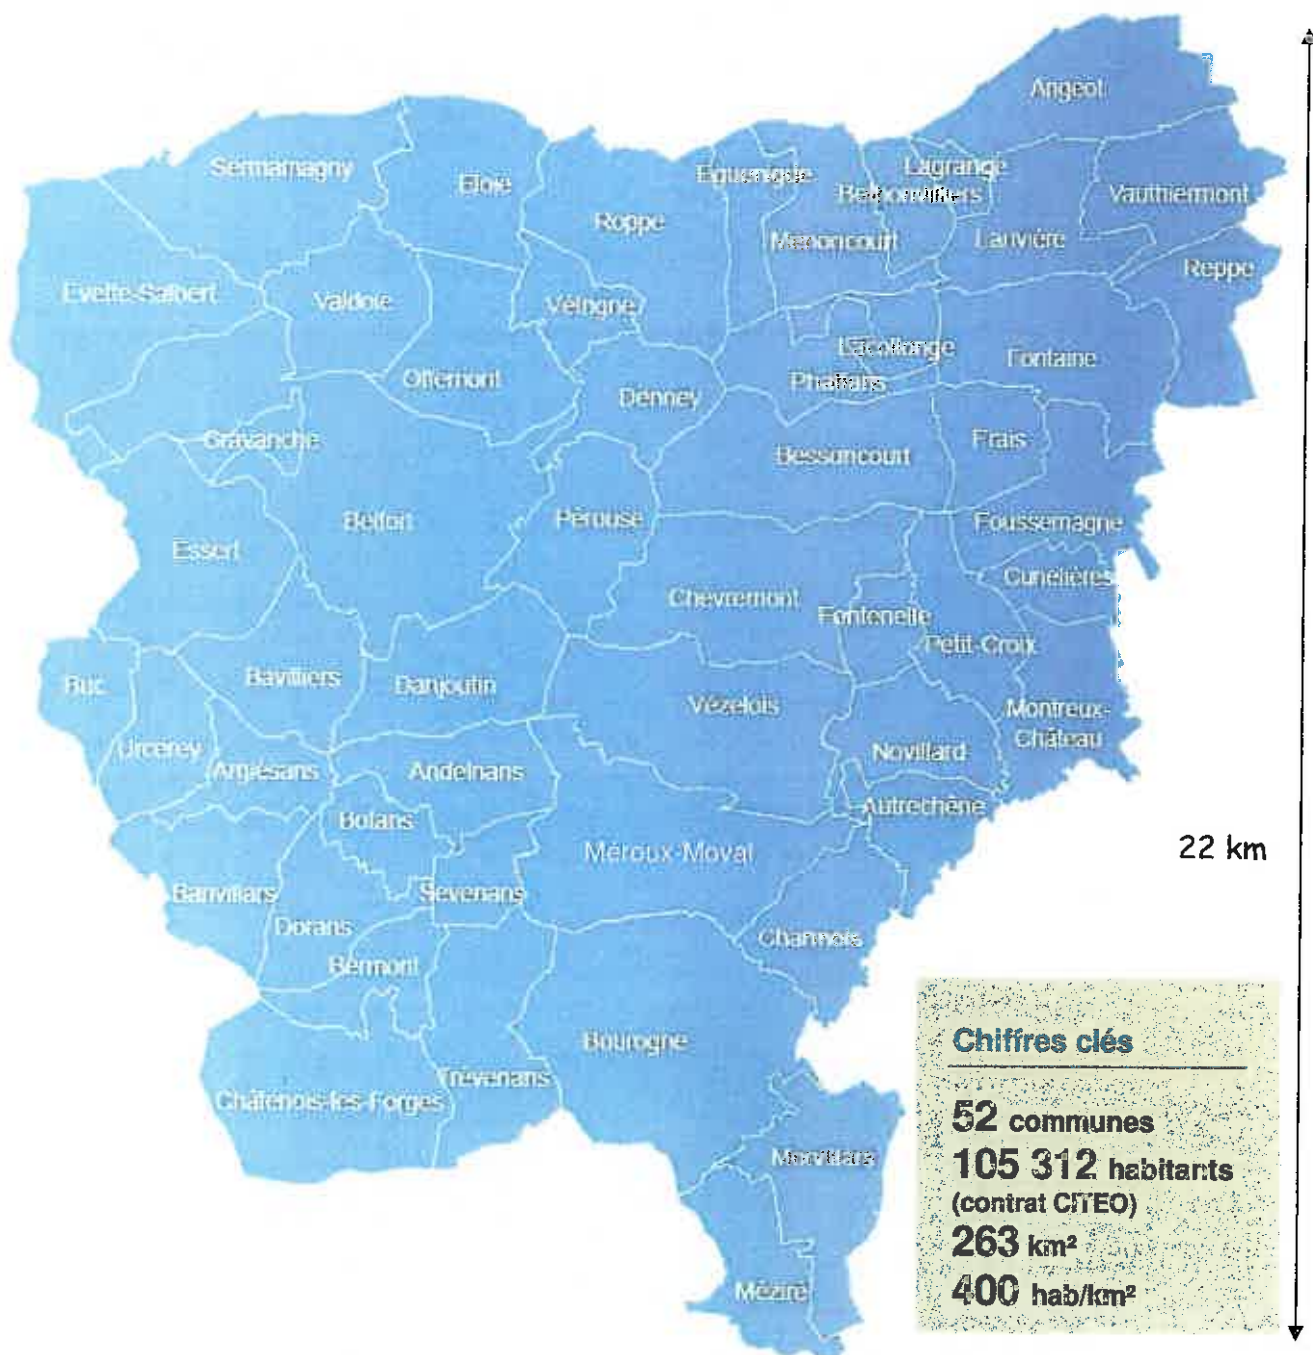 Angeot
Sermamagny
Eloie
Eguenigue
Lagrange
Bethonvilliers
Vauthiermont
Roppe
Menoncourt
Larivière
Reppe
Evette-Salbert
Valdoie
Vétrigne
Lacollonge
Fontaine
Offemont
Denney
Phaffans
Cravanche
Bessoncourt
Frais
Belfort
Pérouse
Foussemagne
Essert
Cunelières
Chèvremont
Fontenelle
Petit-Croix
Buc
Bavilliers
Danjoutin
Vézelois
Montreux-
Château
Urcerey
Argiésans
Andelnans
Novillard
Autrechêne
Botans
Méroux-Moval
22 km
Banvillars
Sévenans
Dorans
Charmois
Bermont
Bourogne
Trévenans
Châtenois-les-Forges
Morvillars
Méziré
Chiffres clés
52 communes
105 312 habitants
(contrat CITEO)
263 km²
400 hab/km²